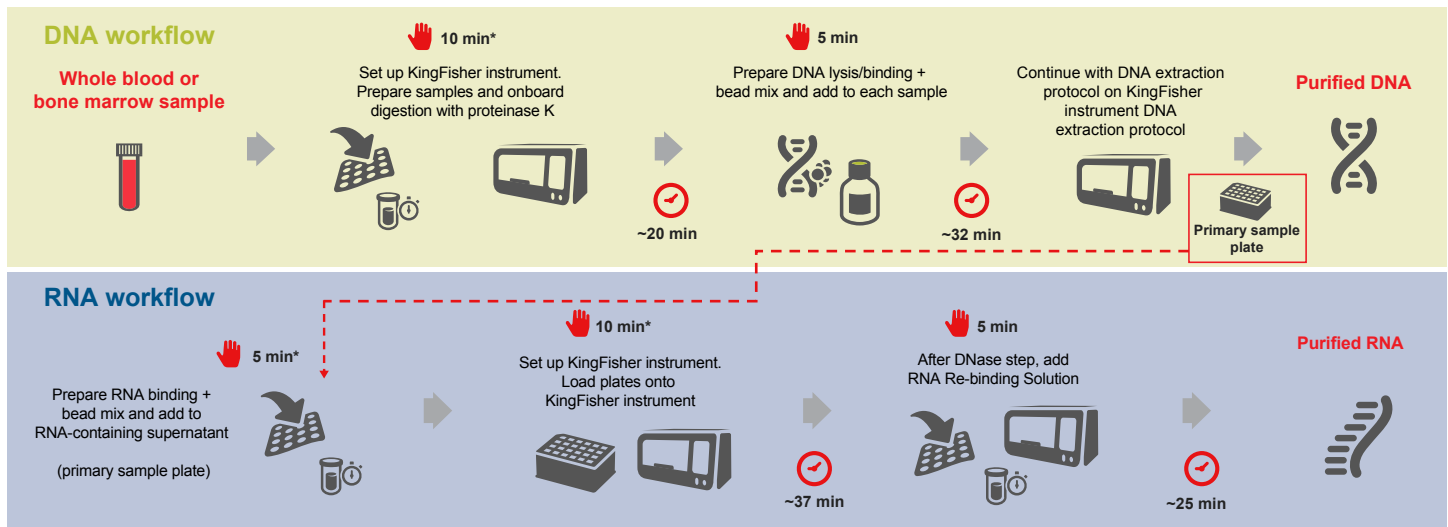 DNA workflow
Whole blood or
bone marrow sample
10 min*
Set up KingFisher instrument.
Prepare samples and onboard
digestion with proteinase K
~20 min
5 min
Prepare DNA lysis/binding +
bead mix and add to each sample
~32 min
Continue with DNA extraction
protocol on KingFisher
instrument DNA
extraction protocol
Purified DNA
Primary sample
plate
RNA workflow
5 min*
Prepare RNA binding +
bead mix and add to
RNA-containing supernatant
(primary sample plate)
10 min*
Set up KingFisher instrument.
Load plates onto
KingFisher instrument
~37 min
5 min
After DNase step, add
RNA Re-binding Solution
~25 min
Purified RNA